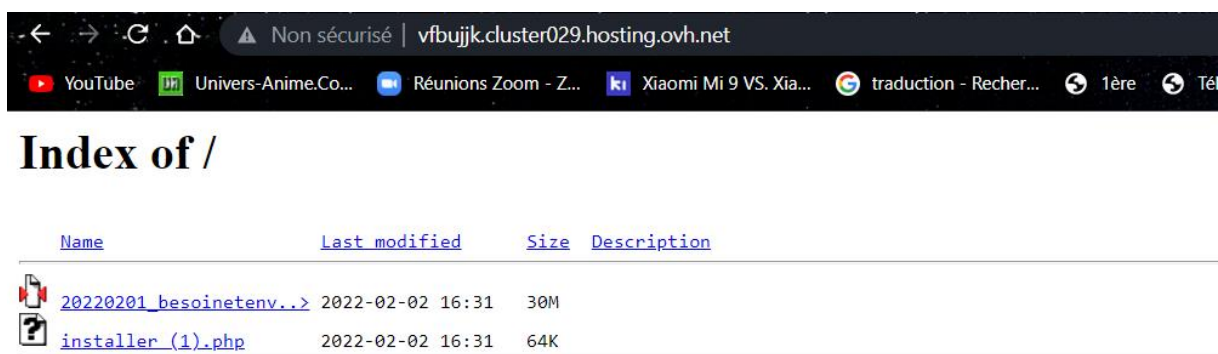 Non sécurisé | vfbujjk.cluster029.hosting.ovh.net
YouTube Univers-Anime.Co... Réunions Zoom - Z... Xiaomi Mi 9 VS. Xia... traduction - Recher... 1ère Tél
Index of /
Name Last modified Size Description
20220201_besoinetenv..> 2022-02-02 16:31 30M
installer (1).php 2022-02-02 16:31 64K